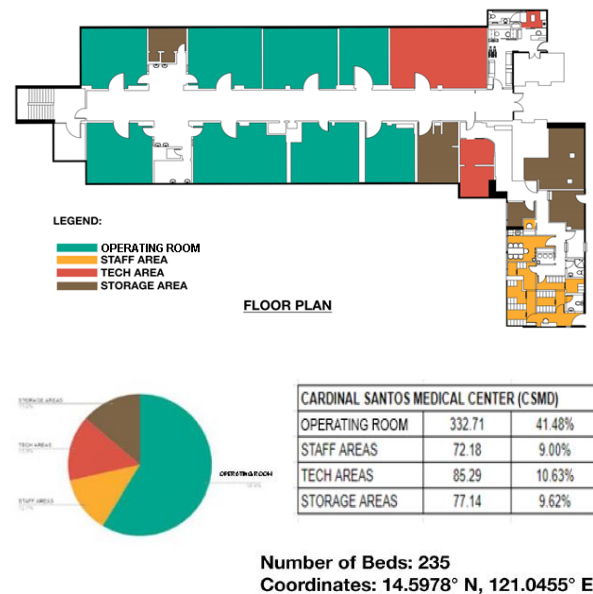 LEGEND:
OPERATING ROOM
STAFF AREA
TECH AREA
STORAGE AREA
FLOOR PLAN
STORAGE AREAS
TECH AREAS
OPERATING ROOM
STAFF AREAS
CARDINAL SANTOS MEDICAL CENTER (CSMD)
OPERATING ROOM 332.71 41.48%
STAFF AREAS 72.18 9.00%
TECH AREAS 85.29 10.63%
STORAGE AREAS 77.14 9.62%
Number of Beds: 235
Coordinates: 14.5978° N, 121.0455° E